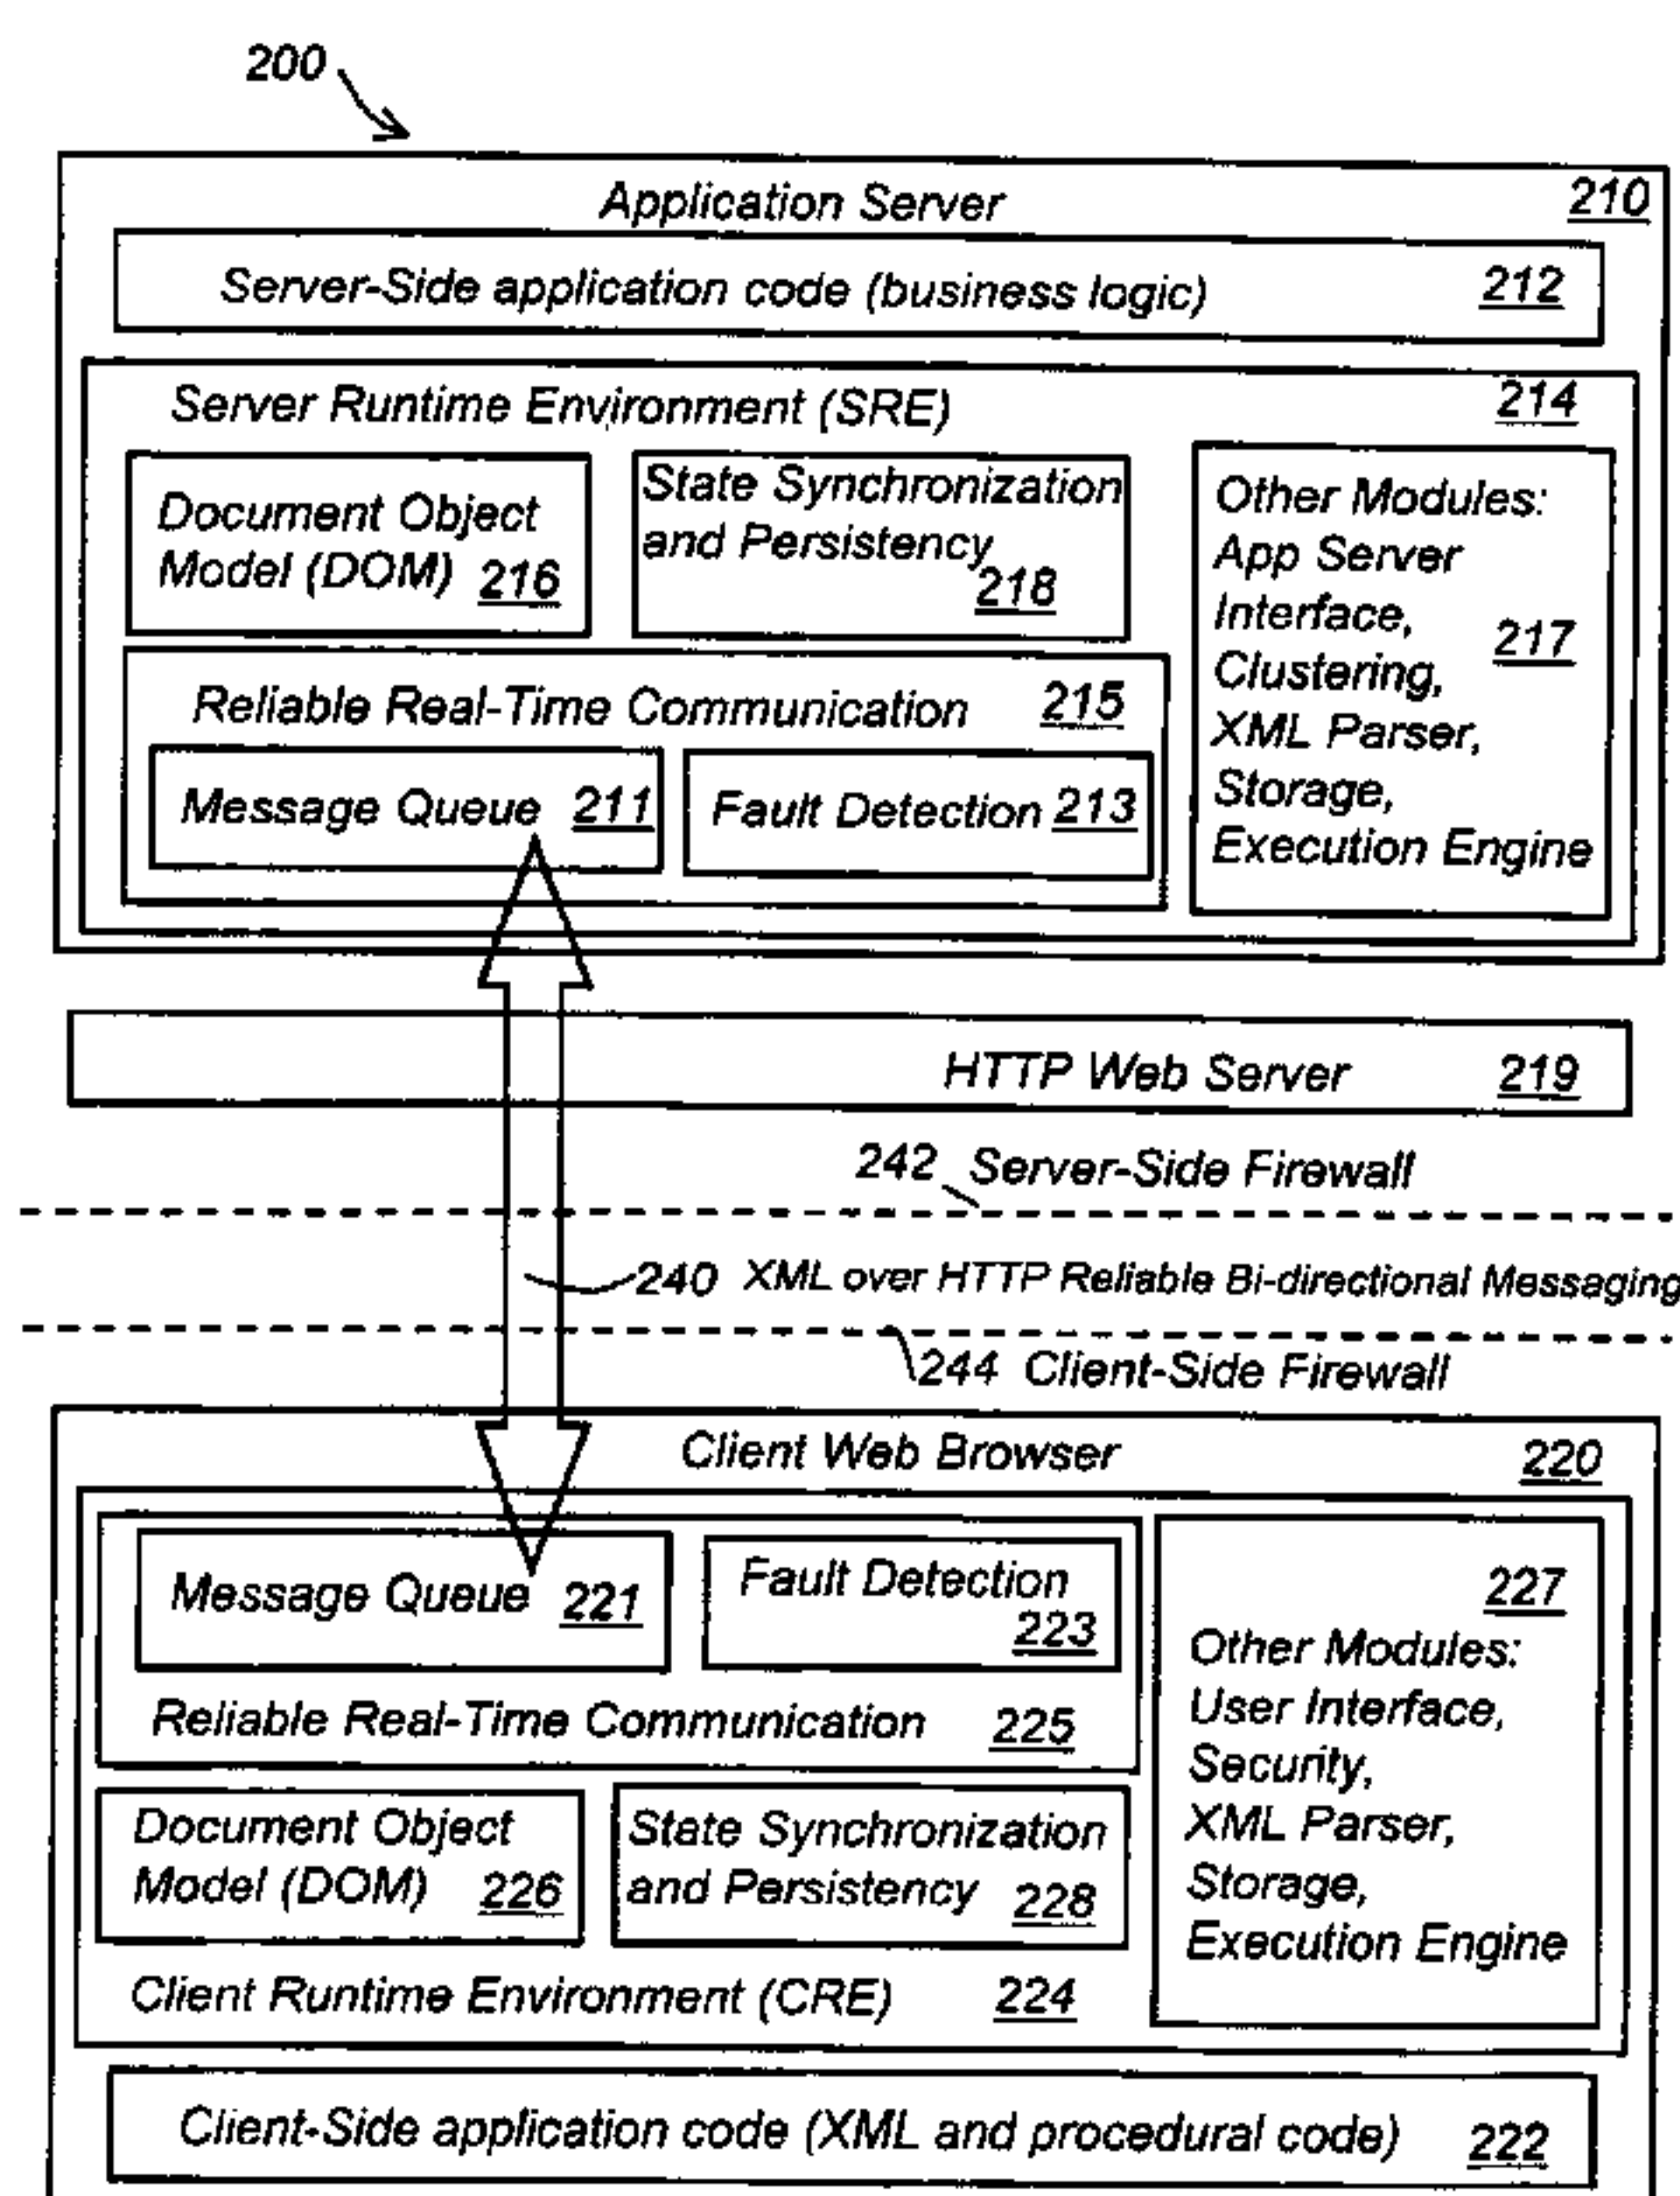 200
Application Server 210
Server-Side application code (business logic) 212
Server Runtime Environment (SRE) 214
Document Object
Model (DOM) 216
State Synchronization
and Persistency
218
Other Modules:
App Server
Interface,
217
Clustering,
XML Parser,
Storage,
Execution Engine
Reliable Real-Time Communication 215
Message Queue 211
Fault Detection 213
HTTP Web Server 219
242 Server-Side Firewall
240 XML over HTTP Reliable Bi-directional Messaging
244 Client-Side Firewall
Client Web Browser 220
Message Queue 221
Fault Detection
223
Reliable Real-Time Communication 225
227
Other Modules:
User Interface,
Security,
XML Parser,
Storage,
Execution Engine
Document Object
Model (DOM) 226
State Synchronization
and Persistency 228
Client Runtime Environment (CRE) 224
Client-Side application code (XML and procedural code) 222